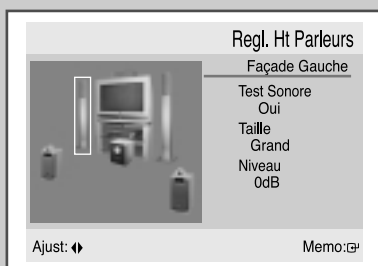 Regl. Ht Parleurs
Façade Gauche
Test Sonore
Oui
Taille
Grand
Niveau
0dB
Ajust:
Memo: